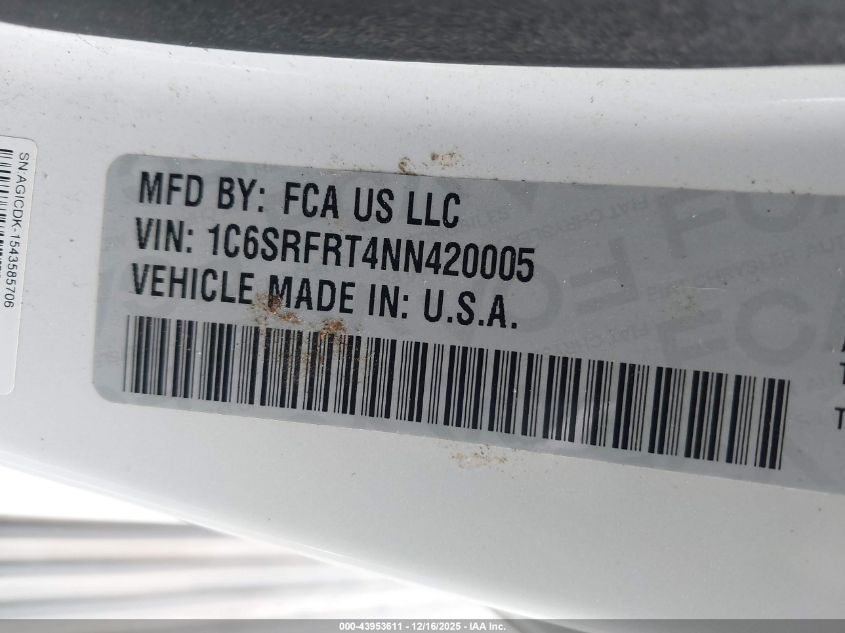 MFD BY: FCA US LLC
VIN: 1C6SRFRT4NN420005
VEHICLE MADE IN: U.S.A.
SN:AGICDK-1543585706
000-43953611 - 12/16/2025 - IAA Inc.